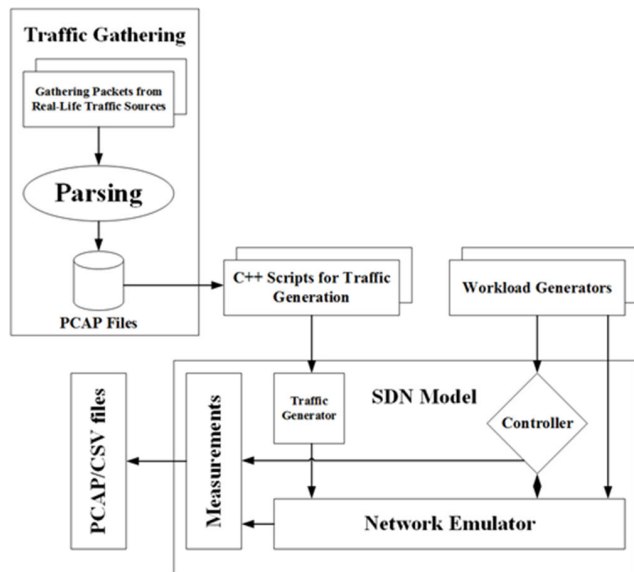 Traffic Gathering
Gathering Packets from
Real-Life Traffic Sources
Parsing
PCAP Files
C++ Scripts for Traffic
Generation
Workload Generators
PCAP/CSV files
Measurements
Traffic
Generator
SDN Model
Controller
Network Emulator